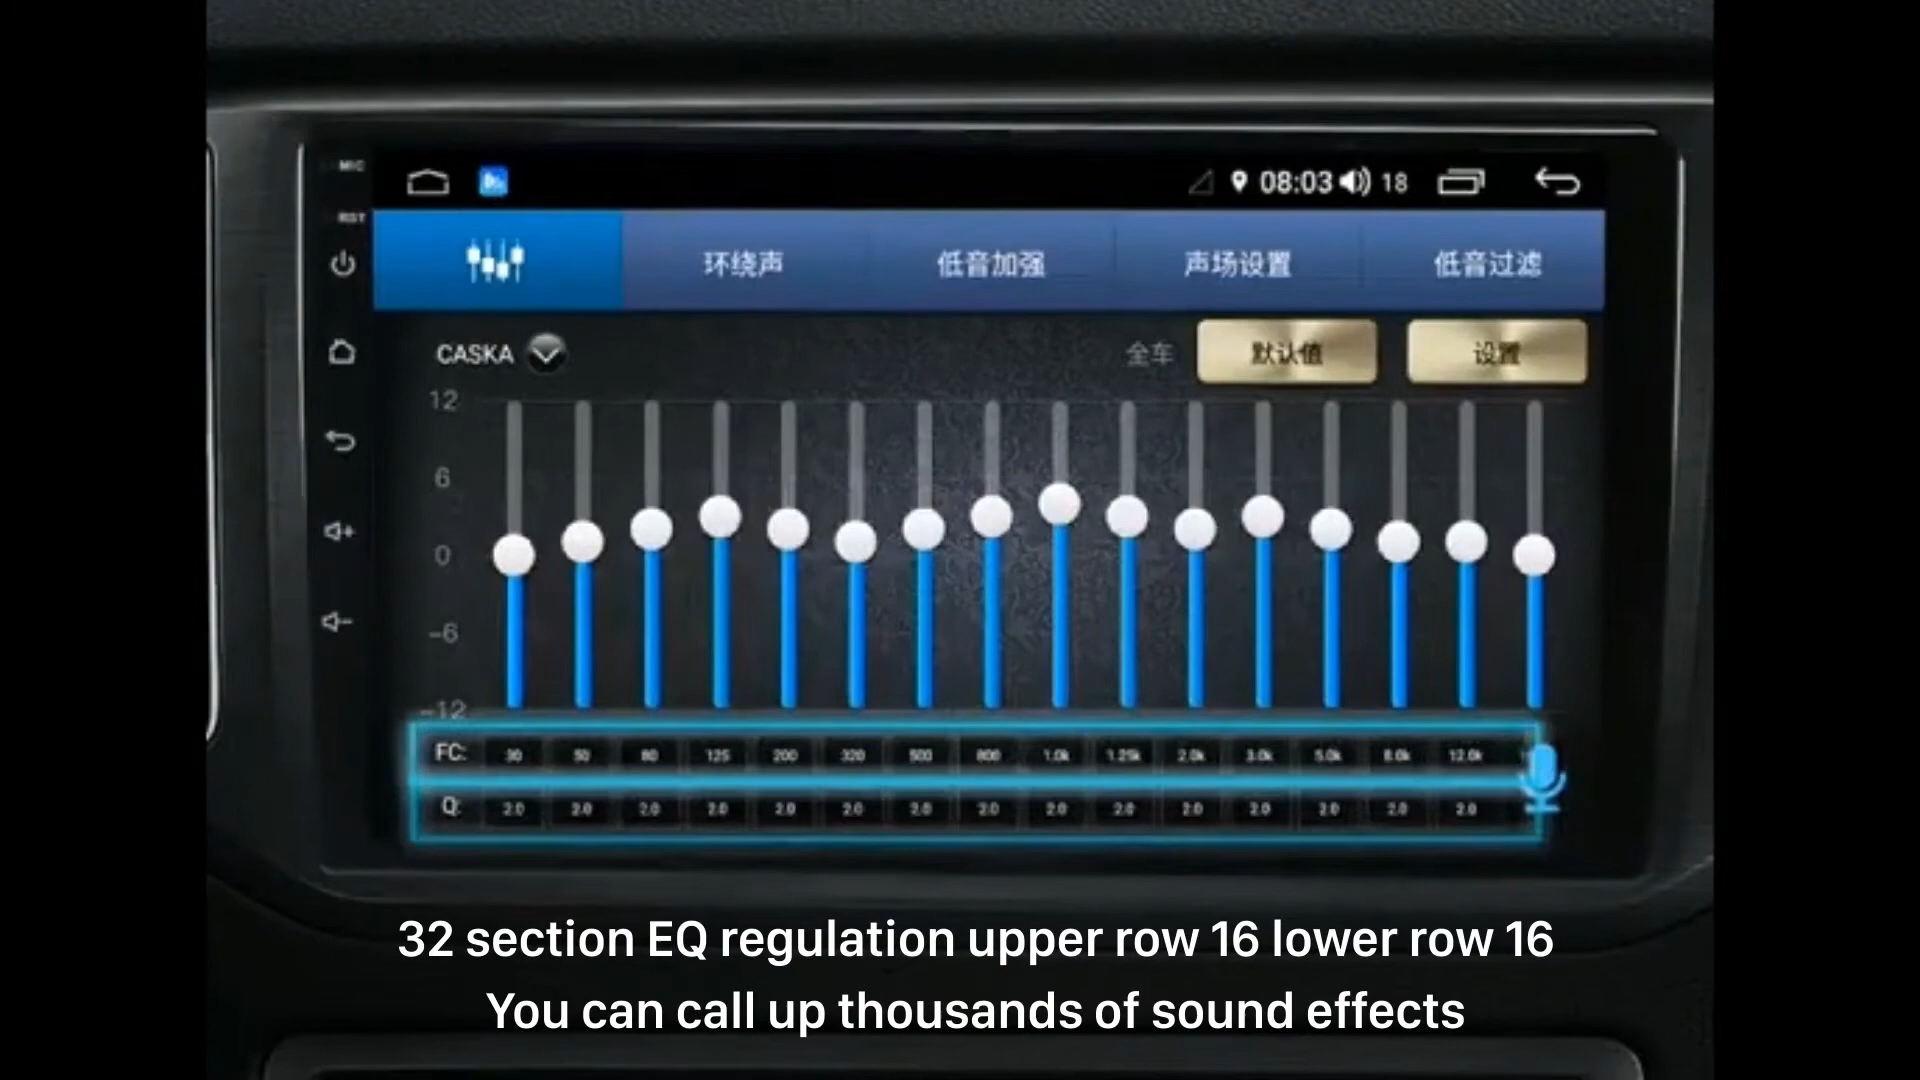 MIC
08:03 18
RST
环绕声 低音加强 声场设置 低音过滤
CASKA 全车 默认值 设置
12
6
0
-6
-12
FC: 30 50 80 125 200 320 500 800 1.0k 1.25k 2.0k 3.0k 5.0k 8.0k 12.0k
Q: 2.0 2.0 2.0 2.0 2.0 2.0 2.0 2.0 2.0 2.0 2.0 2.0 2.0 2.0 2.0
32 section EQ regulation upper row 16 lower row 16
You can call up thousands of sound effects